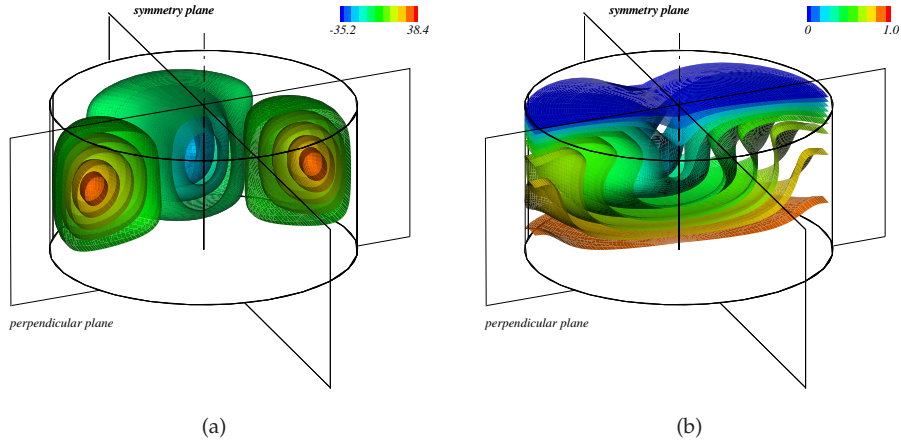 symmetry plane
-35.2 38.4
perpendicular plane
(a)
symmetry plane
0 1.0
perpendicular plane
(b)